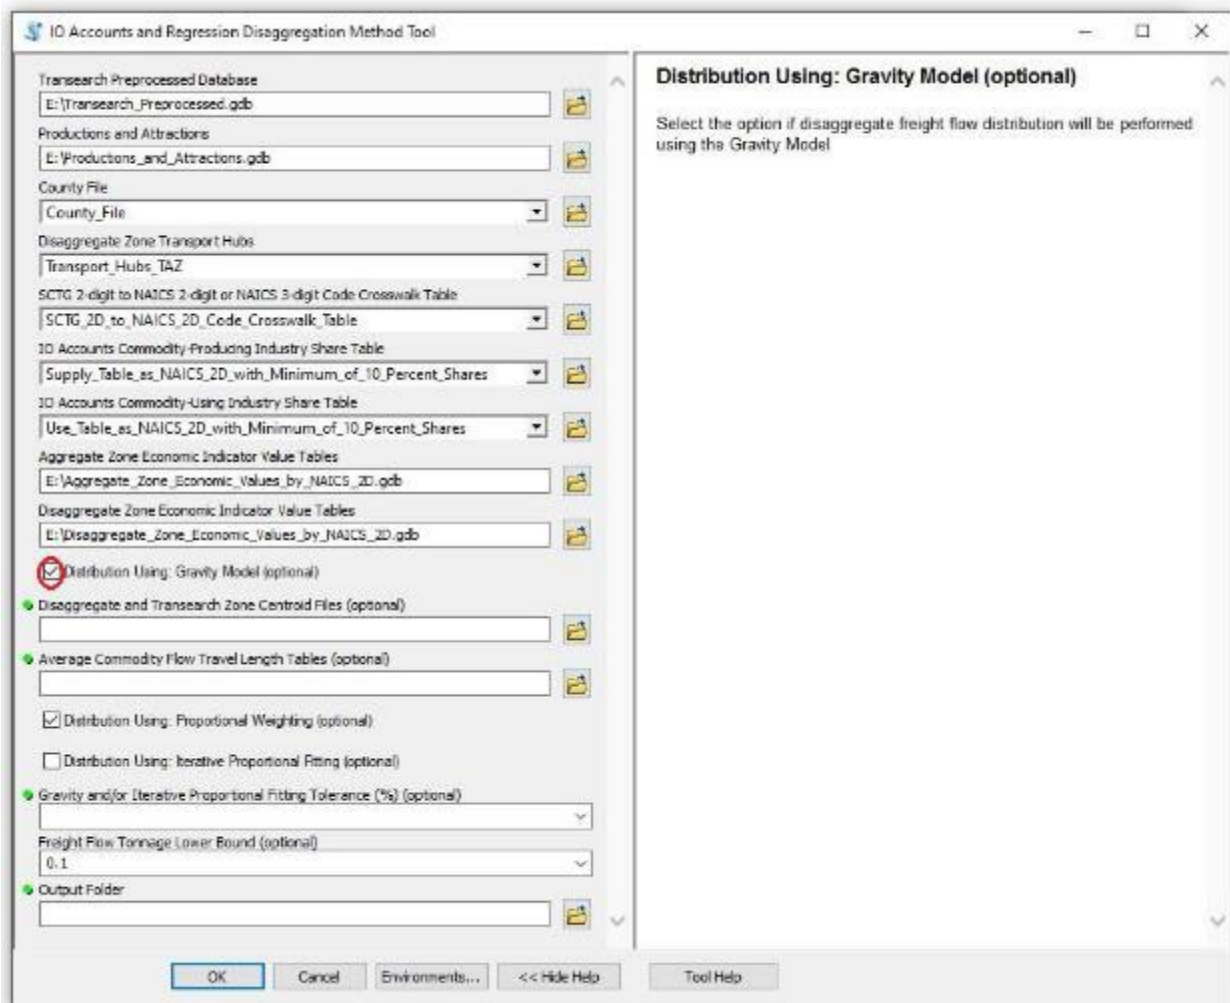 IO Accounts and Regression Disaggregation Method Tool
Transearch Preprocessed Database
E:\Transearch_Preprocessed.gdb
Productions and Attractions
E:\Productons_and_Attractions.gdb
County File
County_File
Disaggregate Zone Transport Hubs
Transport_Hubs_TAZ
SCTG 2-digit to NAICS 2-digit or NAICS 3-digit Code Crosswalk Table
SCTG_2D_to_NAICS_2D_Code_Crosswalk_Table
IO Accounts Commodity-Producing Industry Share Table
Supply_Table_as_NAICS_2D_with_Minimum_of_10_Percent_Shares
IO Accounts Commodity-Using Industry Share Table
Use_Table_as_NAICS_2D_with_Minimum_of_10_Percent_Shares
Aggregate Zone Economic Indicator Value Tables
E:\Aggregate_Zone_Economic_Values_by_NAICS_2D.gdb
Disaggregate Zone Economic Indicator Value Tables
E:\Disaggregate_Zone_Economic_Values_by_NAICS_2D.gdb
Distribution Using: Gravity Model (optional)
Disaggregate and Transearch Zone Centroid Files (optional)
Average Commodity Flow Travel Length Tables (optional)
Distribution Using: Proportional Weighting (optional)
Distribution Using: Iterative Proportional Fitting (optional)
Gravity and/or Iterative Proportional Fitting Tolerance (%) (optional)
Freight Flow Tonnage Lower Bound (optional)
0.1
Output Folder
Distribution Using: Gravity Model (optional)
Select the option if disaggregate freight flow distribution will be performed
using the Gravity Model
OK
Cancel
Environments...
<< Hide Help
Tool Help